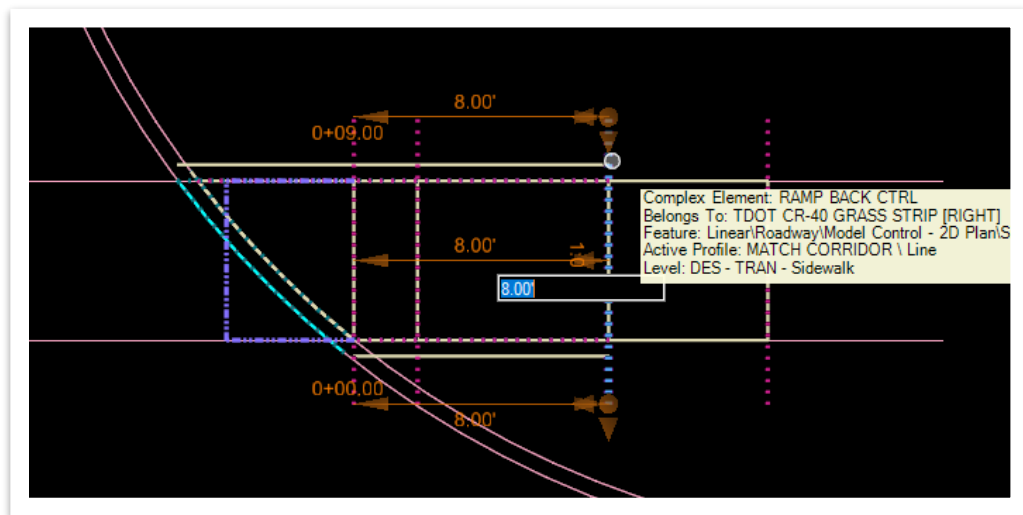 8.00'
0+09.00
Complex Element: RAMP BACK CTRL
Belongs To: TDOT CR-40 GRASS STRIP [RIGHT]
Feature: Linear\Roadway\Model Control - 2D Plan\S
Active Profile: MATCH CORRIDOR \ Line
Level: DES - TRAN - Sidewalk
8.00'
1.0
8.00'
0+00.00
8.00'